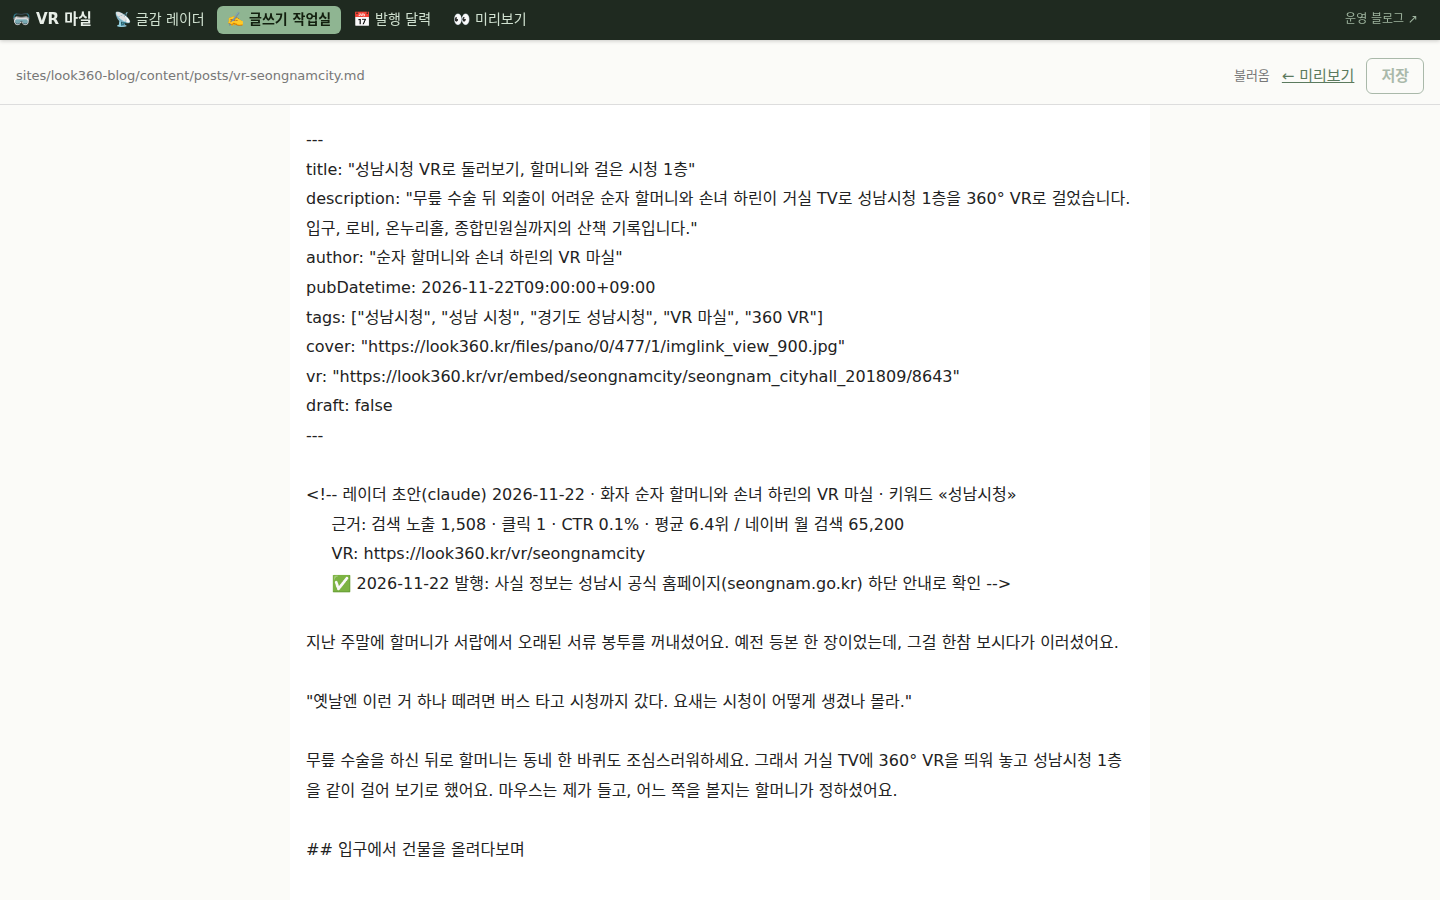 🥽 VR 마실 📡 글감 레이더 ✍️ 글쓰기 작업실 📅 발행 달력 👀 미리보기 운영 블로그 ↗
sites/look360-blog/content/posts/vr-seongnamcity.md 불러옴 ← 미리보기 저장
---
title: "성남시청 VR로 둘러보기, 할머니와 걸은 시청 1층"
description: "무릎 수술 뒤 외출이 어려운 순자 할머니와 손녀 하린이 거실 TV로 성남시청 1층을 360° VR로 걸었습니다.
입구, 로비, 온누리홀, 종합민원실까지의 산책 기록입니다."
author: "순자 할머니와 손녀 하린의 VR 마실"
pubDatetime: 2026-11-22T09:00:00+09:00
tags: ["성남시청", "성남 시청", "경기도 성남시청", "VR 마실", "360 VR"]
cover: "https://look360.kr/files/pano/0/477/1/imglink_view_900.jpg"
vr: "https://look360.kr/vr/embed/seongnamcity/seongnam_cityhall_201809/8643"
draft: false
---
<!-- 레이더 초안(claude) 2026-11-22 · 화자 순자 할머니와 손녀 하린의 VR 마실 · 키워드 «성남시청»
근거: 검색 노출 1,508 · 클릭 1 · CTR 0.1% · 평균 6.4위 / 네이버 월 검색 65,200
VR: https://look360.kr/vr/seongnamcity
✅ 2026-11-22 발행: 사실 정보는 성남시 공식 홈페이지(seongnam.go.kr) 하단 안내로 확인 -->
지난 주말에 할머니가 서랍에서 오래된 서류 봉투를 꺼내셨어요. 예전 등본 한 장이었는데, 그걸 한참 보시다가 이러셨어요.
"옛날엔 이런 거 하나 떼려면 버스 타고 시청까지 갔다. 요새는 시청이 어떻게 생겼나 몰라."
무릎 수술을 하신 뒤로 할머니는 동네 한 바퀴도 조심스러워하세요. 그래서 거실 TV에 360° VR을 띄워 놓고 성남시청 1층
을 같이 걸어 보기로 했어요. 마우스는 제가 들고, 어느 쪽을 볼지는 할머니가 정하셨어요.
## 입구에서 건물을 올려다보며